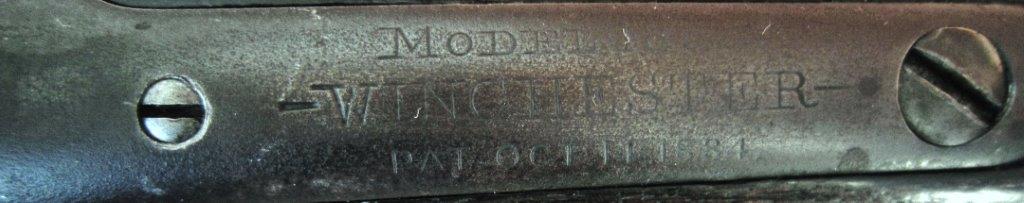 MODEL
-WINCHESTER-
PAT. OCT. 14. 1884.